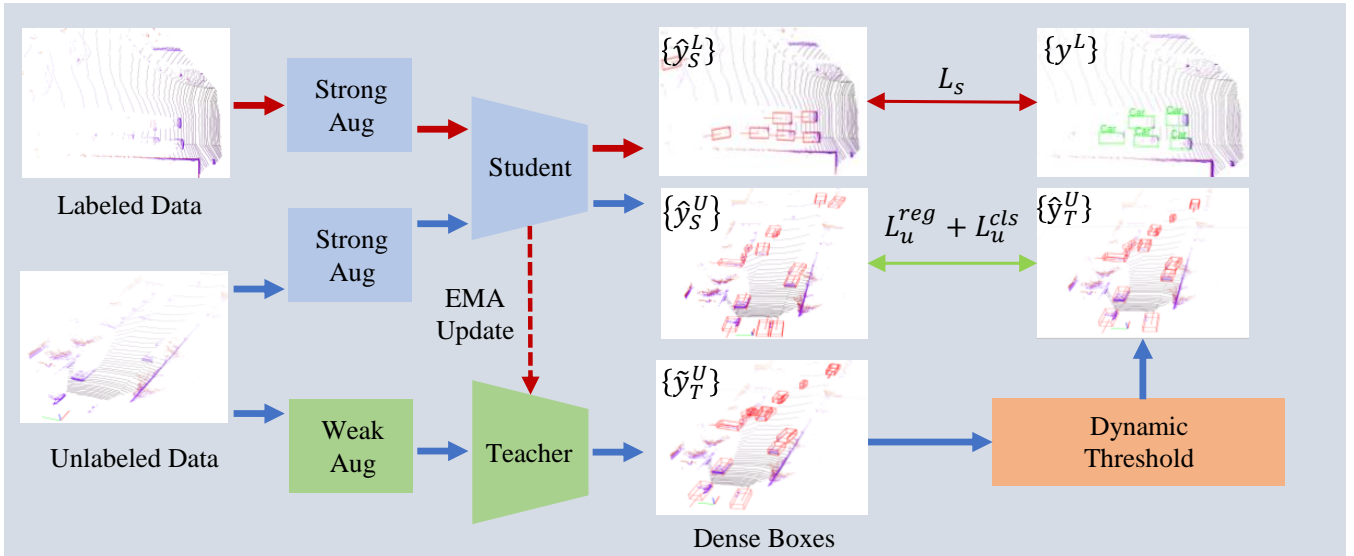 Labeled Data
Strong
Aug
Student
{ŷ_S^L}
L_s
{y^L}
Car
Car
Car
Car
Car
Unlabeled Data
Strong
Aug
{ŷ_S^U}
L_u^{reg} + L_u^{cls}
{ŷ_T^U}
EMA
Update
Weak
Aug
Teacher
{ỹ_T^U}
Dense Boxes
Dynamic
Threshold